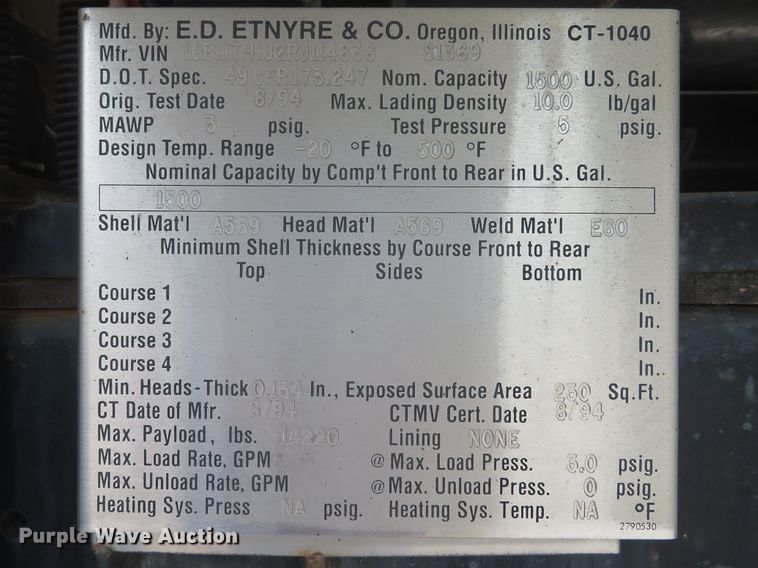 Mfd. By: E.D. ETNYRE & CO. Oregon, Illinois CT-1040
Mfr. VIN 1GBM7H1J2RJ114838 S1369
D.O.T. Spec. 49 CFR 173.247 Nom. Capacity 1500 U.S. Gal.
Orig. Test Date 8/94 Max. Lading Density 10.0 lb/gal
MAWP 3 psig. Test Pressure 5 psig.
Design Temp. Range -20 °F to 500 °F
Nominal Capacity by Comp't Front to Rear in U.S. Gal.
1500
Shell Mat'l A569 Head Mat'l A569 Weld Mat'l E60
Minimum Shell Thickness by Course Front to Rear
Top Sides Bottom
Course 1 In.
Course 2 In.
Course 3 In.
Course 4 In.
Min. Heads-Thick 0.134 In., Exposed Surface Area 230 Sq.Ft.
CT Date of Mfr. 8/94 CTMV Cert. Date 8/94
Max. Payload, lbs. 14220 Lining NONE
Max. Load Rate, GPM @ Max. Load Press. 3.0 psig.
Max. Unload Rate, GPM @ Max. Unload Press. 0 psig.
Heating Sys. Press NA psig. Heating Sys. Temp. NA °F
2790530
Purple Wave Auction